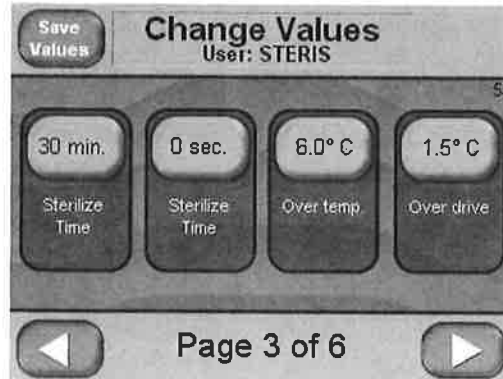 Save
Values
Change Values
User: STERIS
30 min.
Sterilize
Time
0 sec.
Sterilize
Time
6.0° C
Over temp.
1.5° C
Over drive
Page 3 of 6